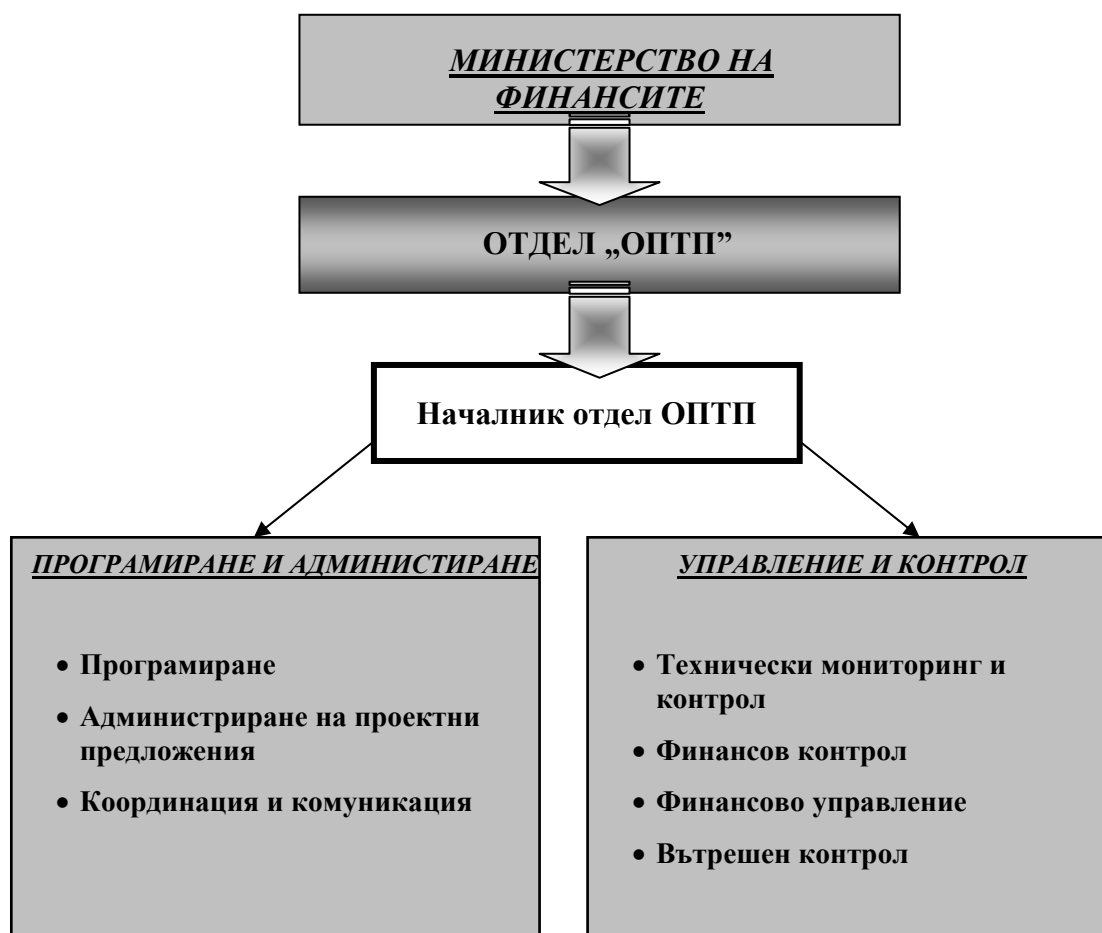 МИНИСТЕРСТВО НА
ФИНАНСИТЕ
ОТДЕЛ „ОПТП”
Началник отдел ОПТП
ПРОГРАМИРАНЕ И АДМИНИСТИРАНЕ
• Програмиране
• Администриране на проектни
предложения
• Координация и комуникация
УПРАВЛЕНИЕ И КОНТРОЛ
• Технически мониторинг и
контрол
• Финансов контрол
• Финансово управление
• Вътрешен контрол